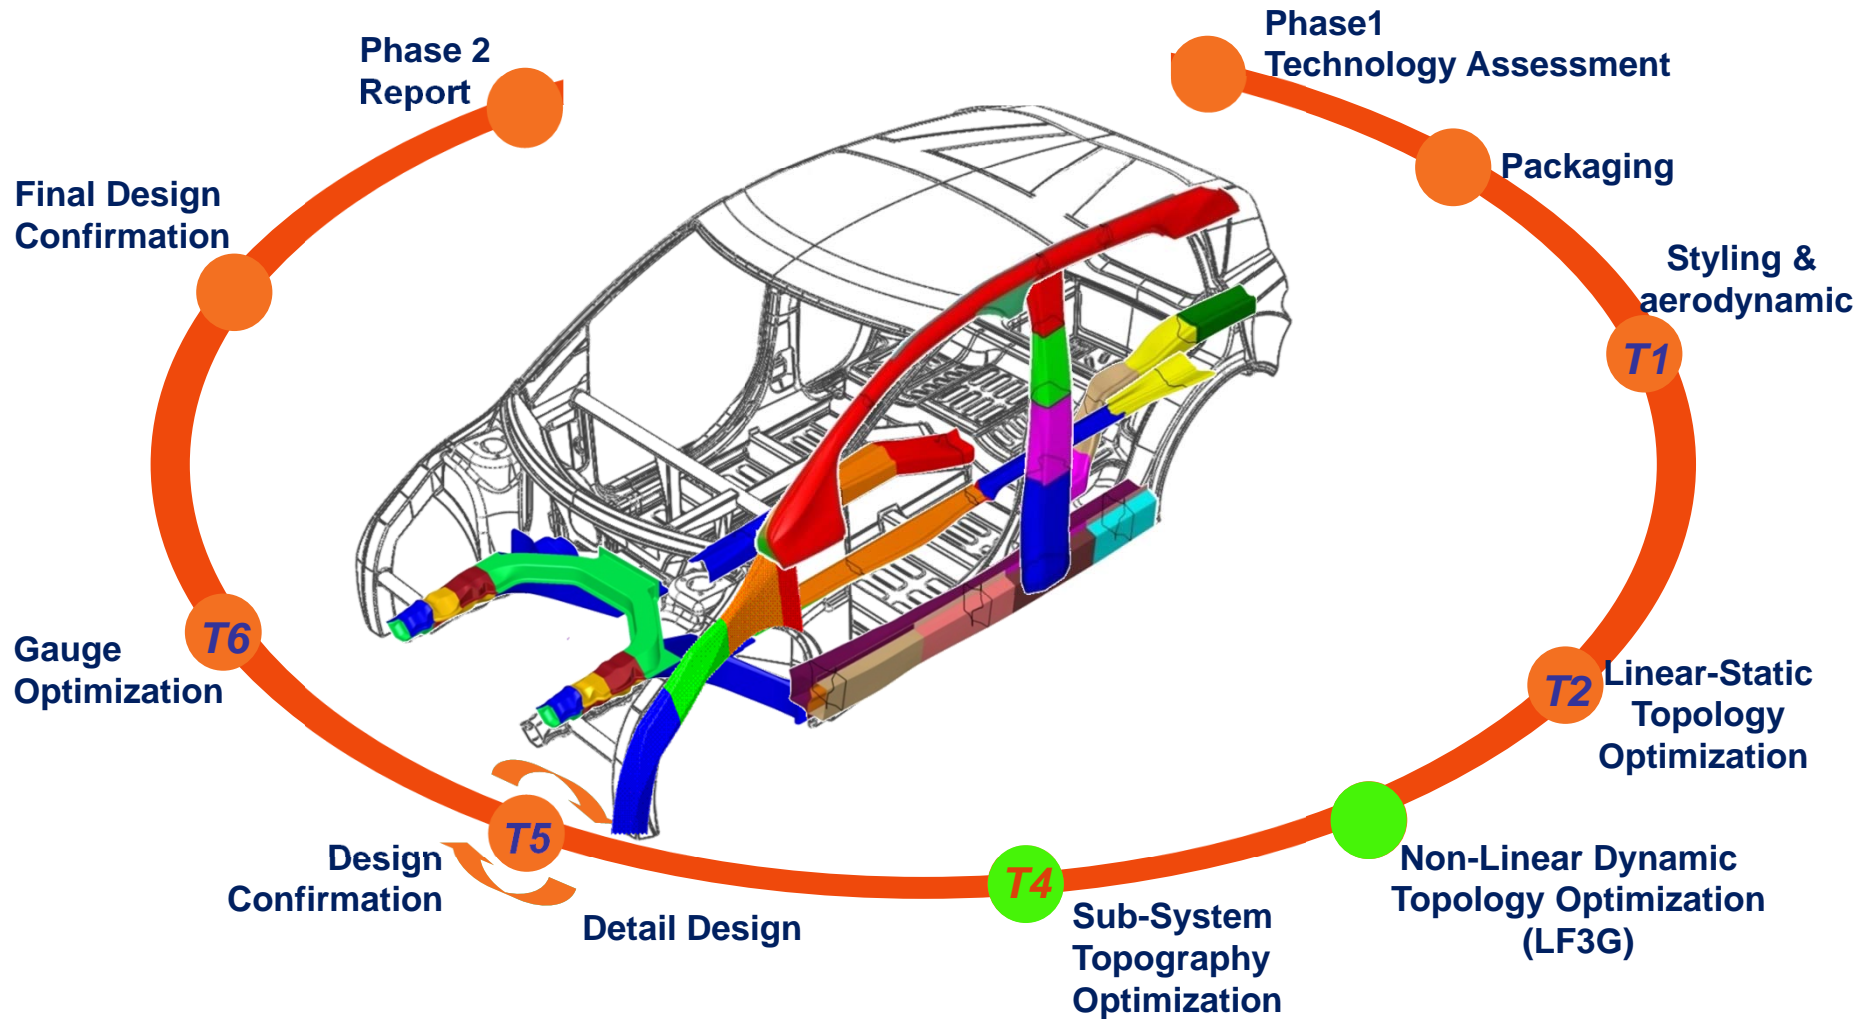 Phase1
Technology Assessment
Packaging
Styling &
aerodynamic
T1
T2
Linear-Static
Topology
Optimization
Non-Linear Dynamic
Topology Optimization
(LF3G)
T4
Sub-System
Topography
Optimization
Detail Design
T5
Design
Confirmation
T6
Gauge
Optimization
Final Design
Confirmation
Phase 2
Report